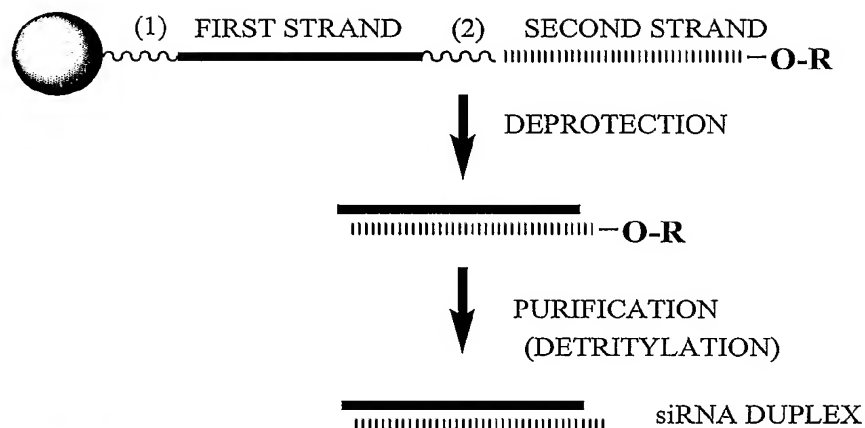 (1) FIRST STRAND (2) SECOND STRAND
O-R
DEPROTECTION
O-R
PURIFICATION
(DETRITYLATION)
siRNA DUPLEX